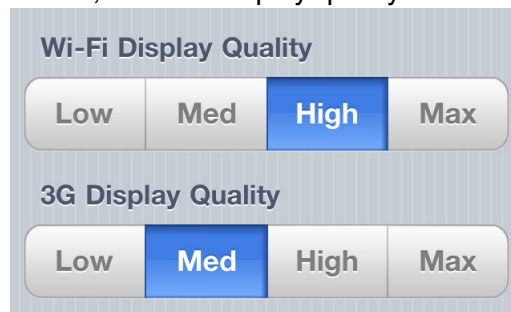 Wi-Fi Display Quality
Low Med High Max
3G Display Quality
Low Med High Max